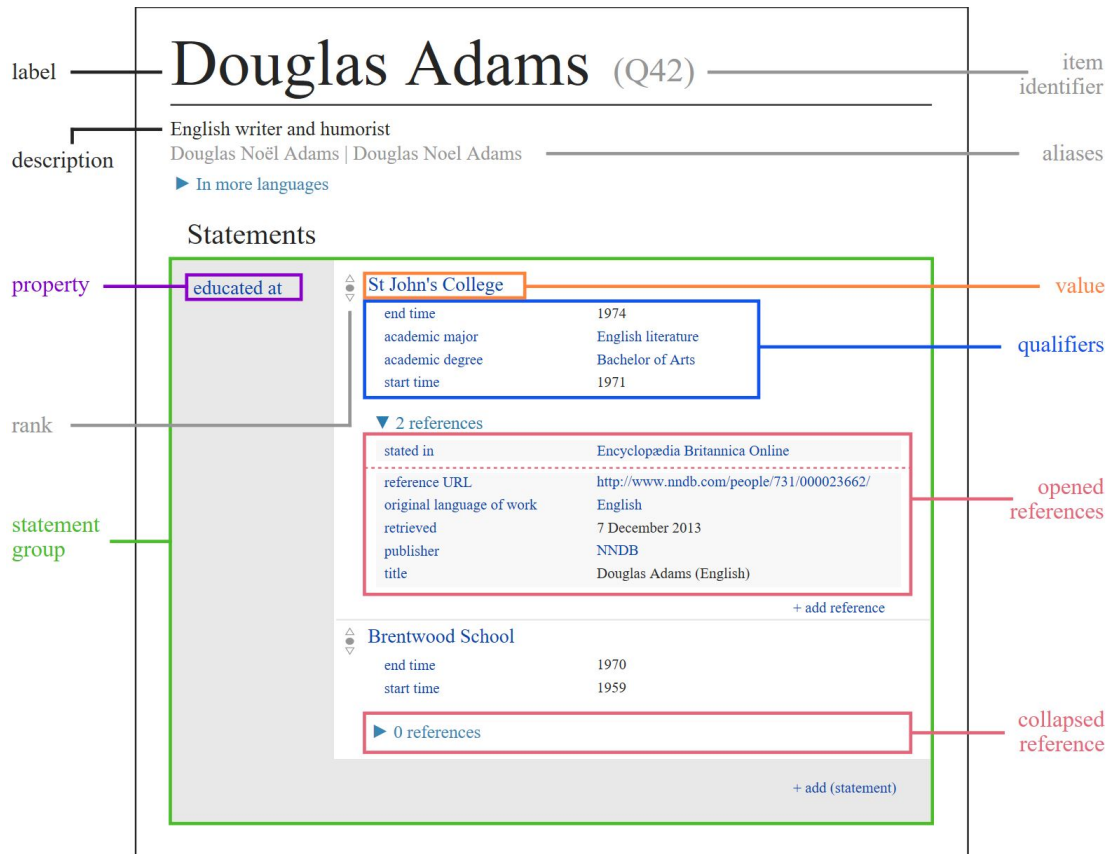 label
Douglas Adams (Q42)
item
identifier
description
English writer and humorist
Douglas Noël Adams | Douglas Noel Adams
aliases
► In more languages
Statements
property
educated at
St John's College
value
end time 1974
academic major English literature
academic degree Bachelor of Arts
start time 1971
qualifiers
rank
▼ 2 references
stated in Encyclopædia Britannica Online
reference URL http://www.nndb.com/people/731/000023662/
original language of work English
retrieved 7 December 2013
publisher NNDB
title Douglas Adams (English)
opened
references
statement
group
+ add reference
Brentwood School
end time 1970
start time 1959
► 0 references
collapsed
reference
+ add (statement)